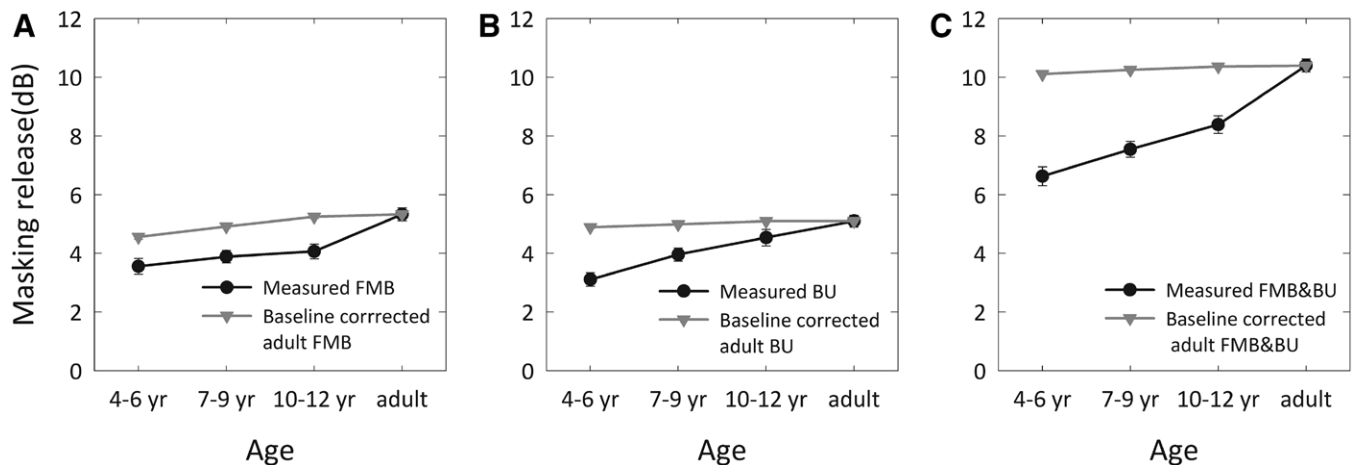 A
Masking release(dB)
12
10
8
6
4
2
0
Measured FMB
Baseline corrrected
adult FMB
4-6 yr 7-9 yr 10-12 yr adult
Age
B
12
10
8
6
4
2
0
Measured BU
Baseline corrected
adult BU
4-6 yr 7-9 yr 10-12 yr adult
Age
C
12
10
8
6
4
2
0
Measured FMB&BU
Baseline corrected
adult FMB&BU
4-6 yr 7-9 yr 10-12 yr adult
Age